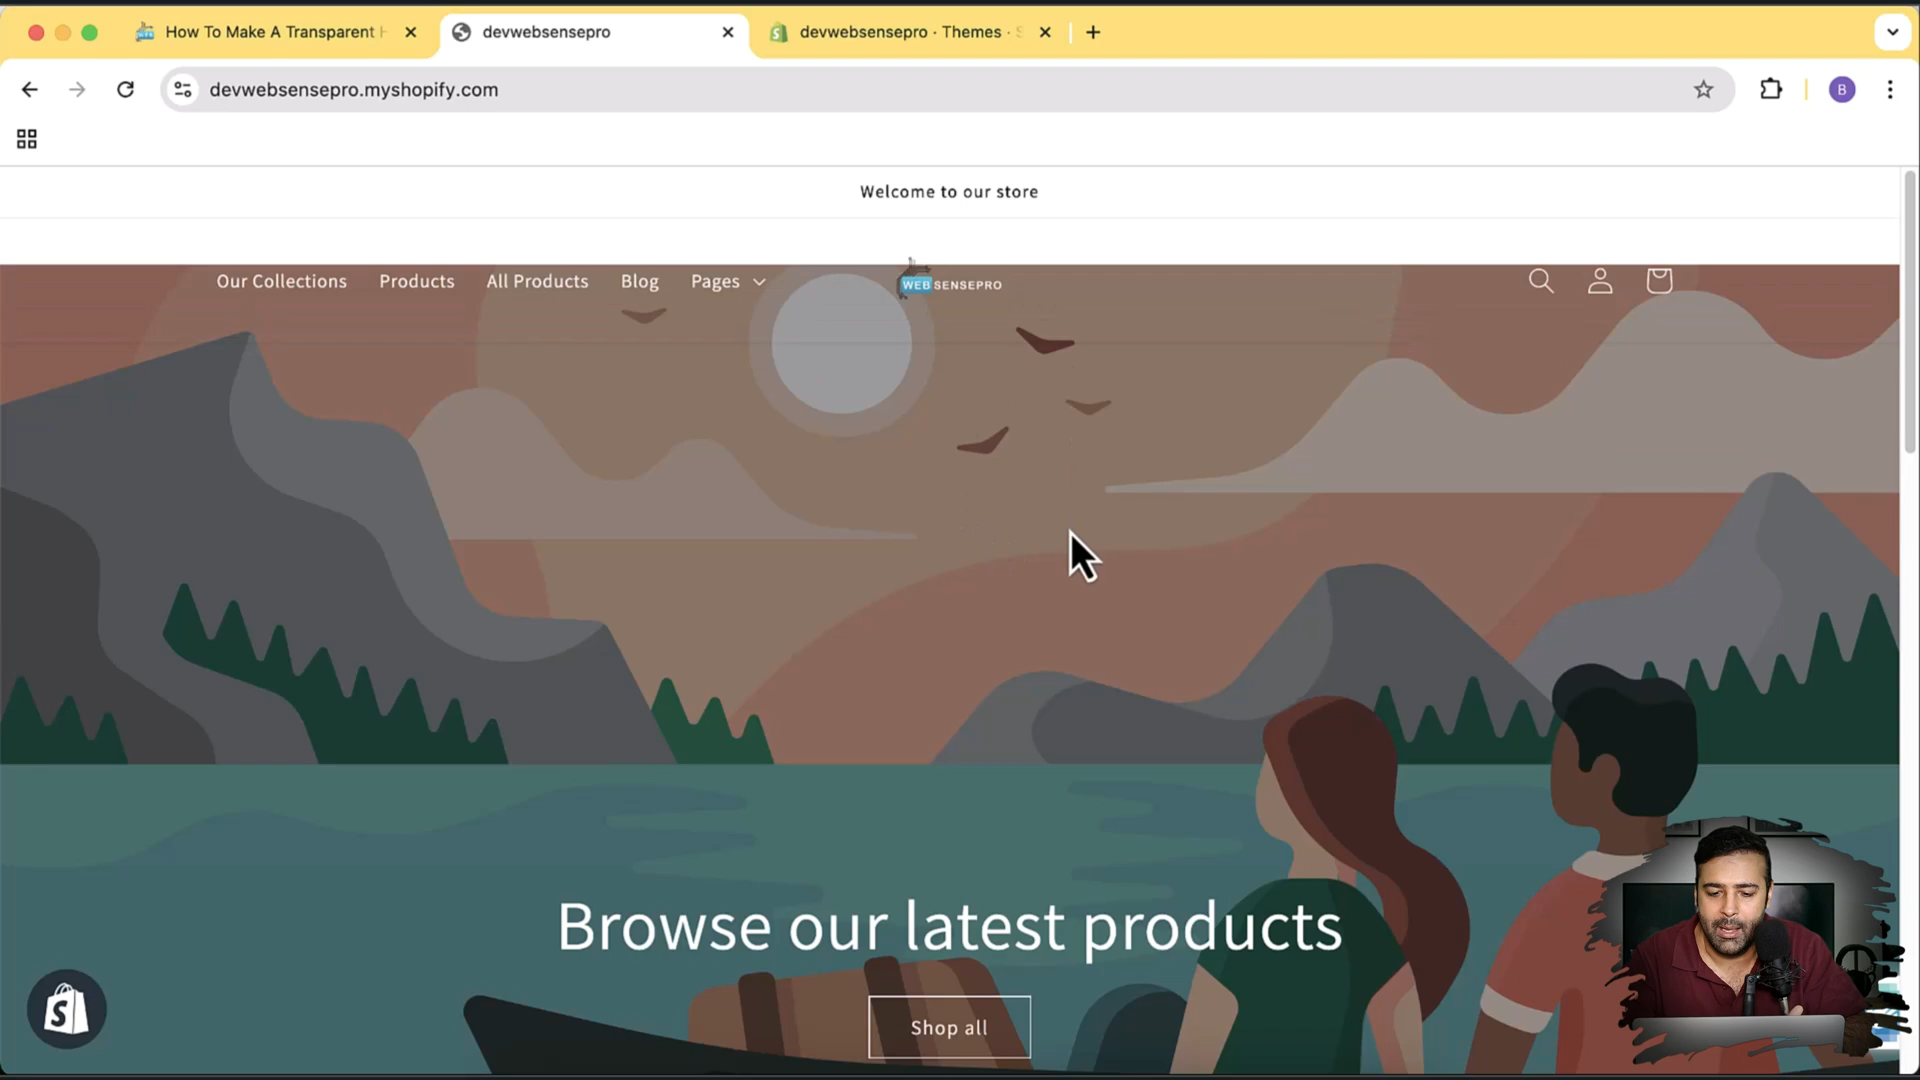 How To Make A Transparent H
devwebsensepro
devwebsensepro · Themes · S
devwebsensepro.myshopify.com
B
Welcome to our store
Our Collections
Products
All Products
Blog
Pages
WEB SENSEPRO
Browse our latest products
Shop all